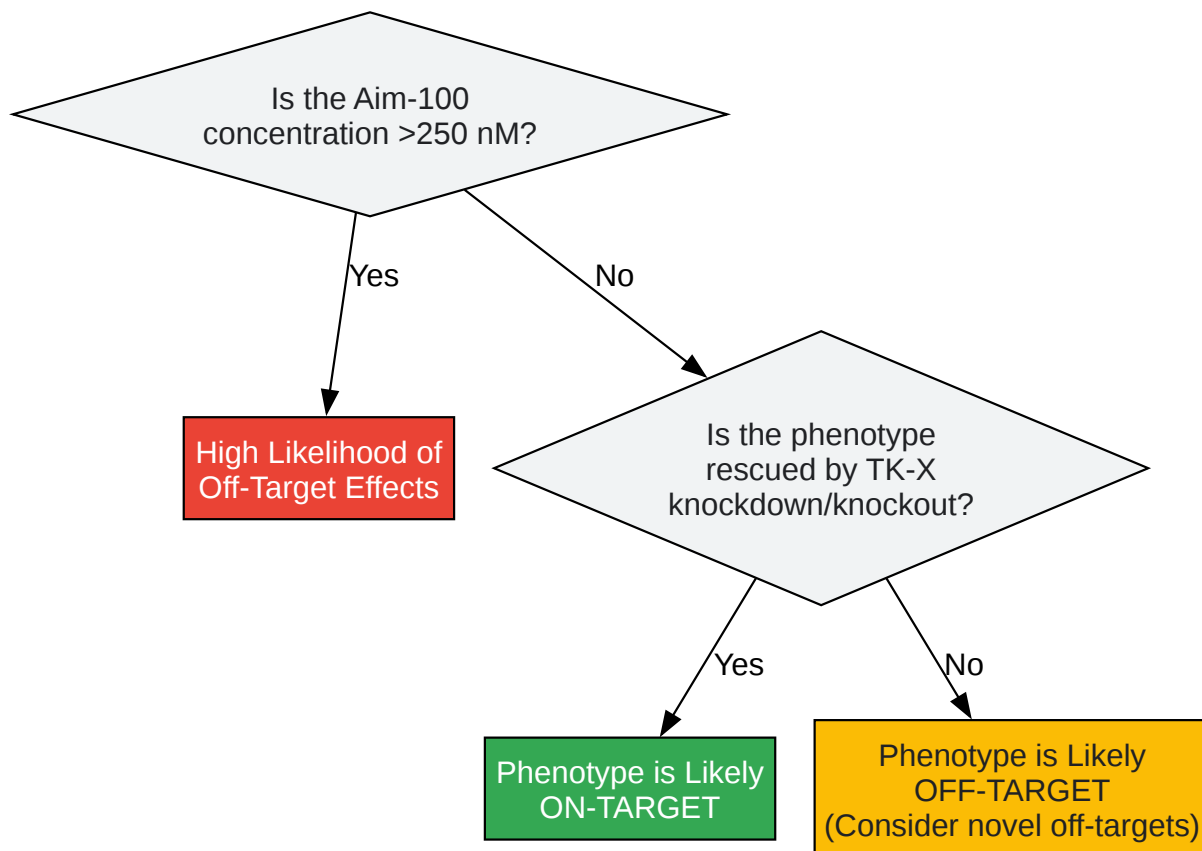 Is the Aim-100
concentration >250 nM?
Yes
No
High Likelihood of
Off-Target Effects
Is the phenotype
rescued by TK-X
knockdown/knockout?
Yes
No
Phenotype is Likely
ON-TARGET
Phenotype is Likely
OFF-TARGET
(Consider novel off-targets)